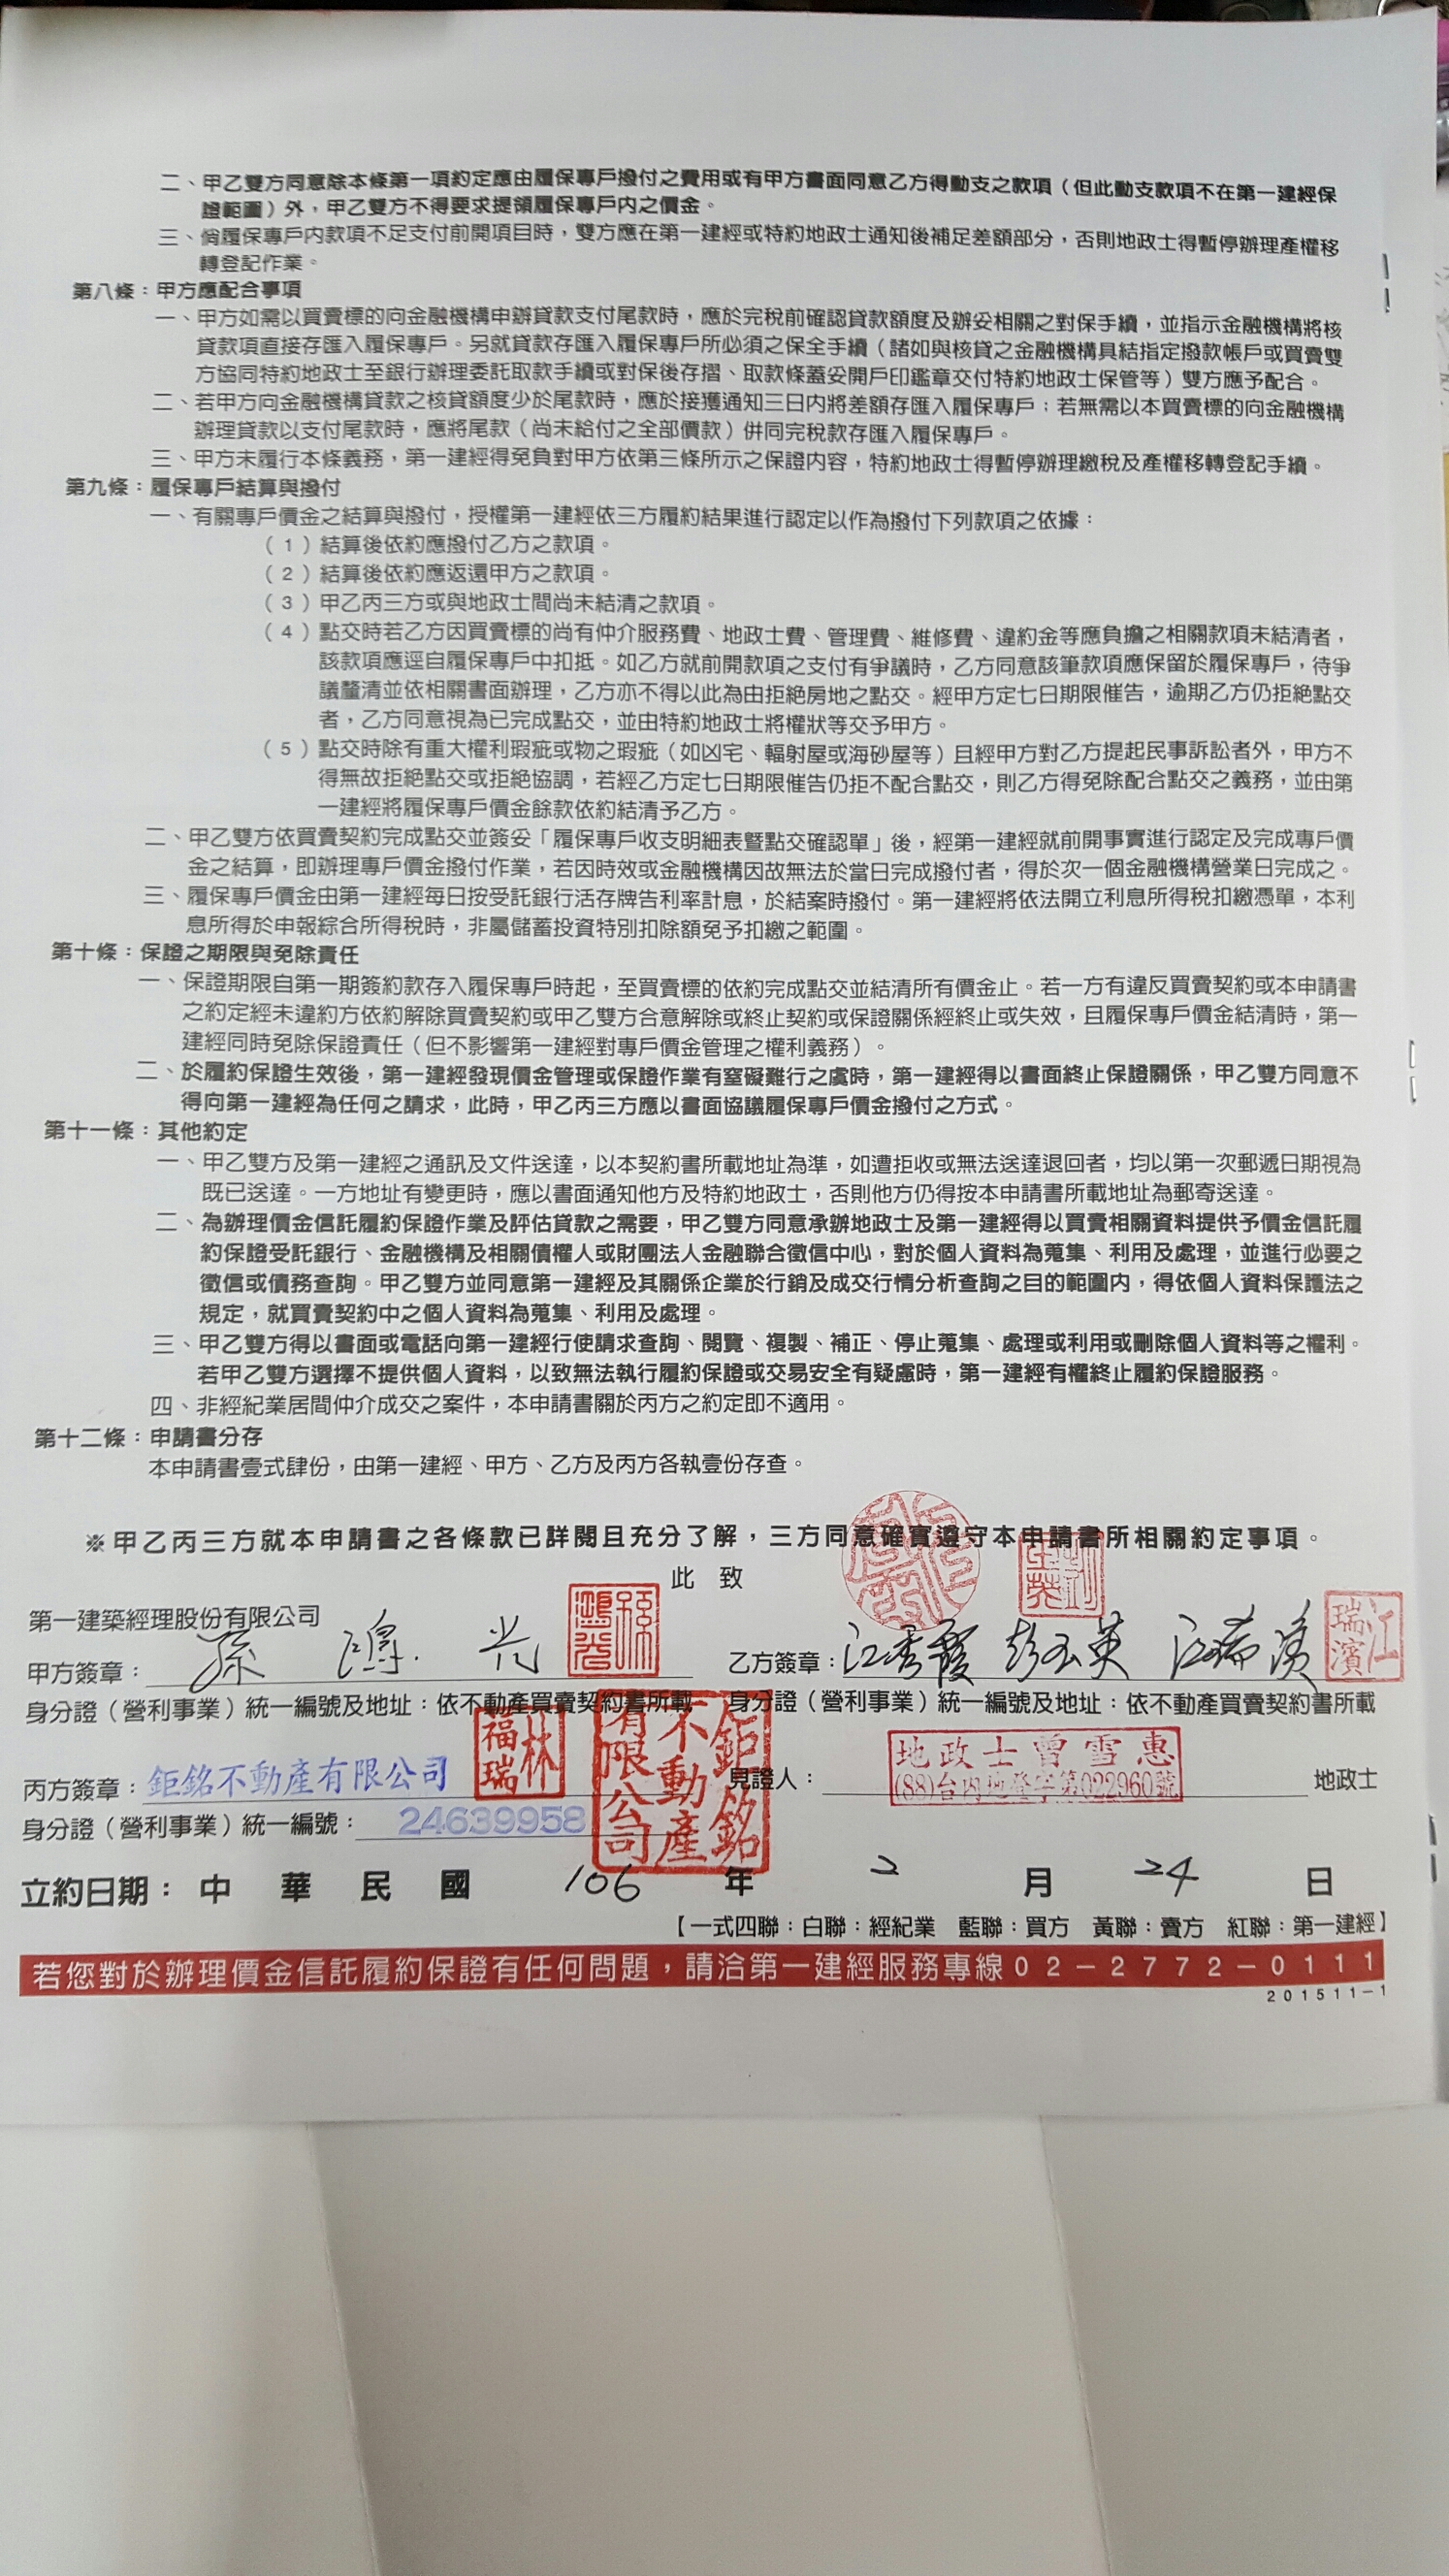 二、甲乙雙方同意除本條第一項約定應由履保專戶撥付之費用或有甲方書面同意乙方得動支之款項（但此動支款項不在第一建經保
證範圍）外，甲乙雙方不得要求提領履保專戶內之價金。
三、倘履保專戶內款項不足支付前開項目時，雙方應在第一建經或特約地政士通知後補足差額部分，否則地政士得暫停辦理產權移
轉登記作業。
第八條：甲方應配合事項
一、甲方如需以買賣標的向金融機構申辦貸款支付尾款時，應於完稅前確認貸款額度及辦妥相關之對保手續，並指示金融機構將核
貸款項直接存匯入履保專戶。另就貸款存匯入履保專戶所必須之保全手續（諸如與核貸之金融機構具結指定撥款帳戶或買賣雙
方協同特約地政士至銀行辦理委託取款手續或對保後存摺、取款條蓋妥開戶印鑑章交付特約地政士保管等）雙方應予配合。
二、若甲方向金融機構貸款之核貸額度少於尾款時，應於接獲通知三日內將差額存匯入履保專戶；若無需以本買賣標的向金融機構
辦理貸款以支付尾款時，應將尾款（尚未給付之全部價款）併同完稅款存匯入履保專戶。
三、甲方未履行本條義務，第一建經得免負對甲方依第三條所示之保證內容，特約地政士得暫停辦理繳稅及產權移轉登記手續。
第九條：履保專戶結算與撥付
一、有關專戶價金之結算與撥付，授權第一建經依三方履約結果進行認定以作為撥付下列款項之依據：
（1）結算後依約應撥付乙方之款項。
（2）結算後依約應返還甲方之款項。
（3）甲乙丙三方或與地政士間尚未結清之款項。
（4）點交時若乙方因買賣標的尚有仲介服務費、地政士費、管理費、維修費、違約金等應負擔之相關款項未結清者，
該款項應逕自履保專戶中扣抵。如乙方就前開款項之支付有爭議時，乙方同意該筆款項應保留於履保專戶，待爭
議釐清並依相關書面辦理，乙方亦不得以此為由拒絕房地之點交。經甲方定七日期限催告，逾期乙方仍拒絕點交
者，乙方同意視為已完成點交，並由特約地政士將權狀等交予甲方。
（5）點交時除有重大權利瑕疵或物之瑕疵（如凶宅、輻射屋或海砂屋等）且經甲方對乙方提起民事訴訟者外，甲方不
得無故拒絕點交或拒絕協調，若經乙方定七日期限催告仍拒不配合點交，則乙方得免除配合點交之義務，並由第
一建經將履保專戶價金餘款依約結清予乙方。
二、甲乙雙方依買賣契約完成點交並簽妥「履保專戶收支明細表暨點交確認單」後，經第一建經就前開事實進行認定及完成專戶價
金之結算，即辦理專戶價金撥付作業，若因時效或金融機構因故無法於當日完成撥付者，得於次一個金融機構營業日完成之。
三、履保專戶價金由第一建經每日按受託銀行活存牌告利率計息，於結案時撥付。第一建經將依法開立利息所得稅扣繳憑單，本利
息所得於申報綜合所得稅時，非屬儲蓄投資特別扣除額免予扣繳之範圍。
第十條：保證之期限與免除責任
一、保證期限自第一期簽約款存入履保專戶時起，至買賣標的依約完成點交並結清所有價金止。若一方有違反買賣契約或本申請書
之約定經未違約方依約解除買賣契約或甲乙雙方合意解除或終止契約或保證關係經終止或失效，且履保專戶價金結清時，第一
建經同時免除保證責任（但不影響第一建經對專戶價金管理之權利義務）。
二、於履約保證生效後，第一建經發現價金管理或保證作業有窒礙難行之處時，第一建經得以書面終止保證關係，甲乙雙方同意不
得向第一建經為任何之請求，此時，甲乙丙三方應以書面協議履保專戶價金撥付之方式。
第十一條：其他約定
一、甲乙雙方及第一建經之通訊及文件送達，以本契約書所載地址為準，如遭拒收或無法送達退回者，均以第一次郵遞日期視為
既已送達。一方地址有變更時，應以書面通知他方及特約地政士，否則他方仍得按本申請書所載地址為郵寄送達。
二、為辦理價金信託履約保證作業及評估貸款之需要，甲乙雙方同意承辦地政士及第一建經得以買賣相關資料提供予價金信託履
約保證受託銀行、金融機構及相關債權人或財團法人金融聯合徵信中心，對於個人資料為蒐集、利用及處理，並進行必要之
徵信或債務查詢。甲乙雙方並同意第一建經及其關係企業於行銷及成交行情分析查詢之目的範圍內，得依個人資料保護法之
規定，就買賣契約中之個人資料為蒐集、利用及處理。
三、甲乙雙方得以書面或電話向第一建經行使請求查詢、閱覽、複製、補正、停止蒐集、處理或利用或刪除個人資料等之權利。
若甲乙雙方選擇不提供個人資料，以致無法執行履約保證或交易安全有疑慮時，第一建經有權終止履約保證服務。
四、非經紀業居間仲介成交之案件，本申請書關於丙方之約定即不適用。
第十二條：申請書分存
本申請書壹式肆份，由第一建經、甲方、乙方及丙方各執壹份存查。
※甲乙丙三方就本申請書之各條款已詳閱且充分了解，三方同意確實遵守本申請書所相關約定事項。
此 致
第一建築經理股份有限公司
甲方簽章：孫鴻光 孫鴻光
乙方簽章：江秀霞 彭玉英 江瑞濱 江瑞濱
身分證（營利事業）統一編號及地址：依不動產買賣契約書所載
身分證（營利事業）統一編號及地址：依不動產買賣契約書所載
丙方簽章：鉅銘不動產有限公司 林福瑞 鉅銘不動產有限公司
見證人：地政士曾雪惠 地政士
(88)台內地登字第022960號
身分證（營利事業）統一編號：24639958
立約日期：中華民國106年2月24日
【一式四聯：白聯：經紀業 藍聯：買方 黃聯：賣方 紅聯：第一建經】
若您對於辦理價金信託履約保證有任何問題，請洽第一建經服務專線02－2772－0111
201511-1